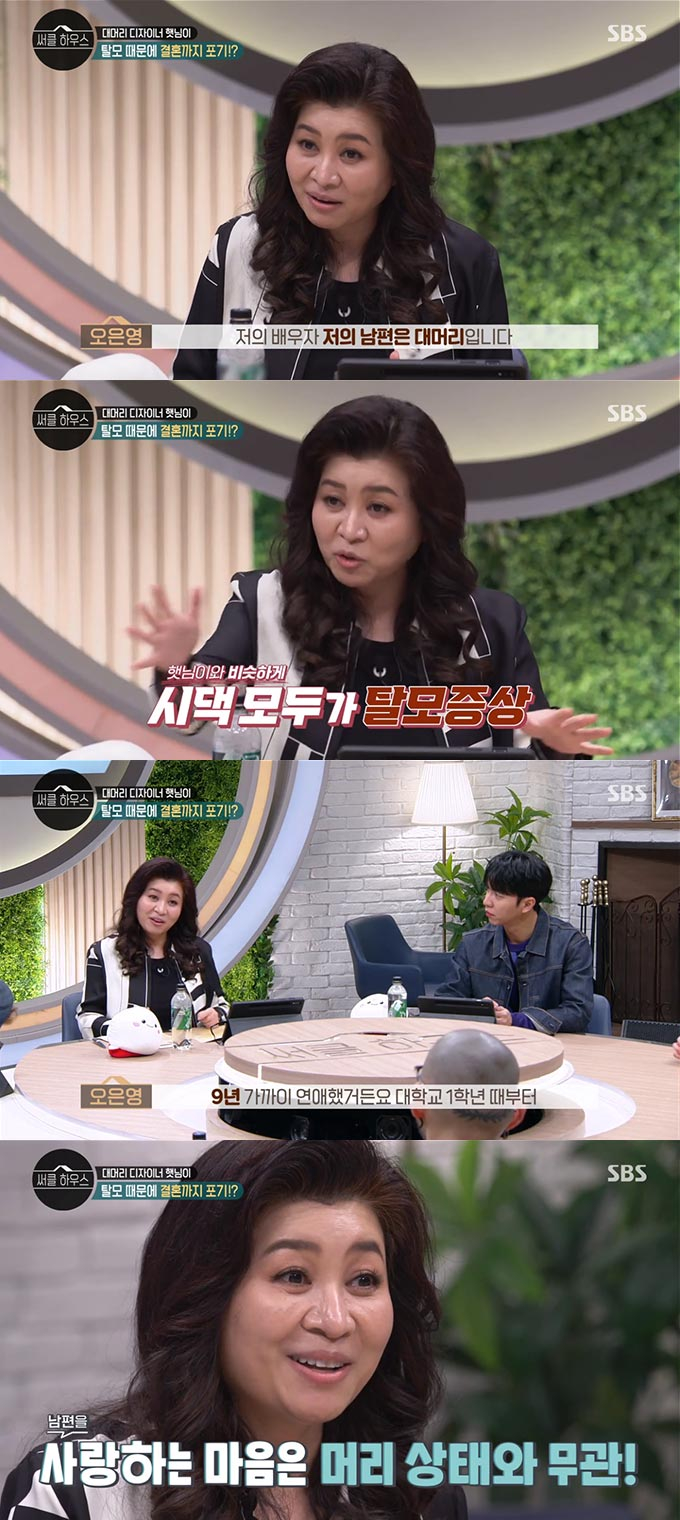 써클 하우스
대머리 디자이너 햇님이
탈모 때문에 결혼까지 포기!?
SBS
오은영
저의 배우자 저의 남편은 대머리입니다
써클 하우스
대머리 디자이너 햇님이
탈모 때문에 결혼까지 포기!?
SBS
햇님이와 비슷하게
시댁 모두가 탈모증상
써클 하우스
대머리 디자이너 햇님이
탈모 때문에 결혼까지 포기!?
SBS
써클 하우스
오은영
9년 가까이 연애했거든요 대학교 1학년 때부터
써클 하우스
대머리 디자이너 햇님이
탈모 때문에 결혼까지 포기!?
SBS
남편을
사랑하는 마음은 머리 상태와 무관!